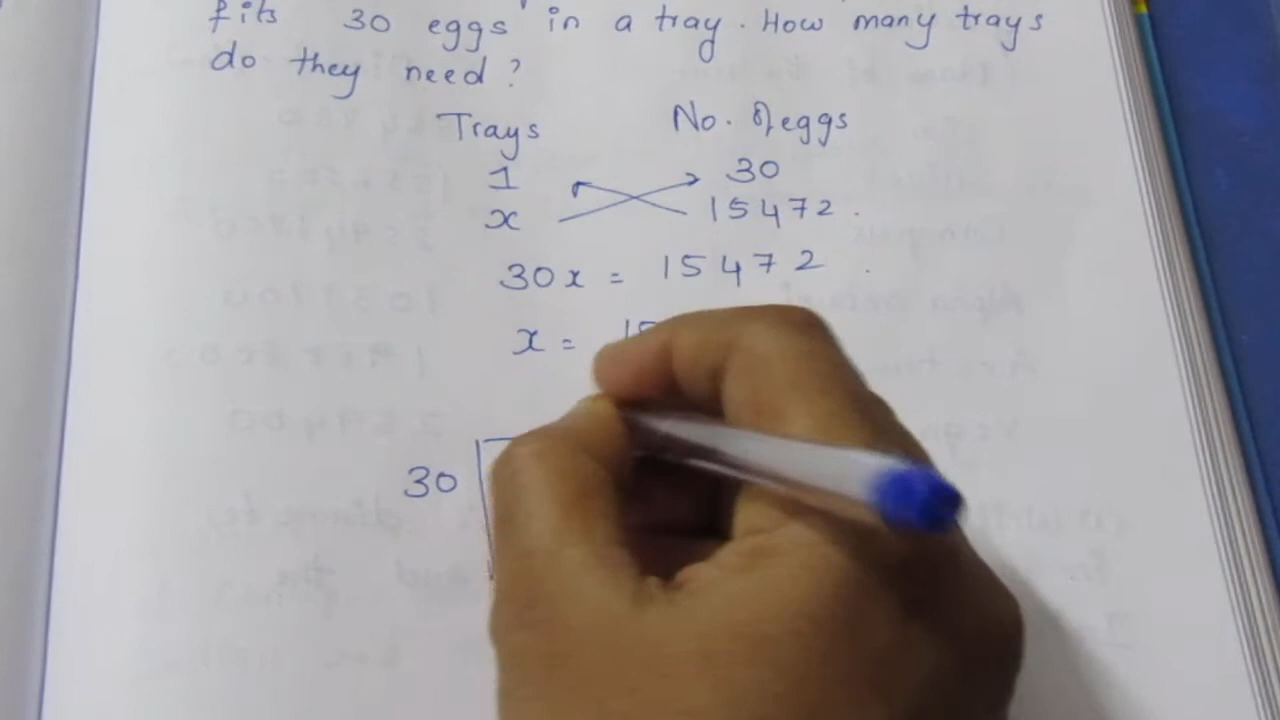 fits 30 eggs in a tray. How many trays
do they need?
Trays No. of eggs
1 30
x 15472.
30x = 15472.
x = 15
30